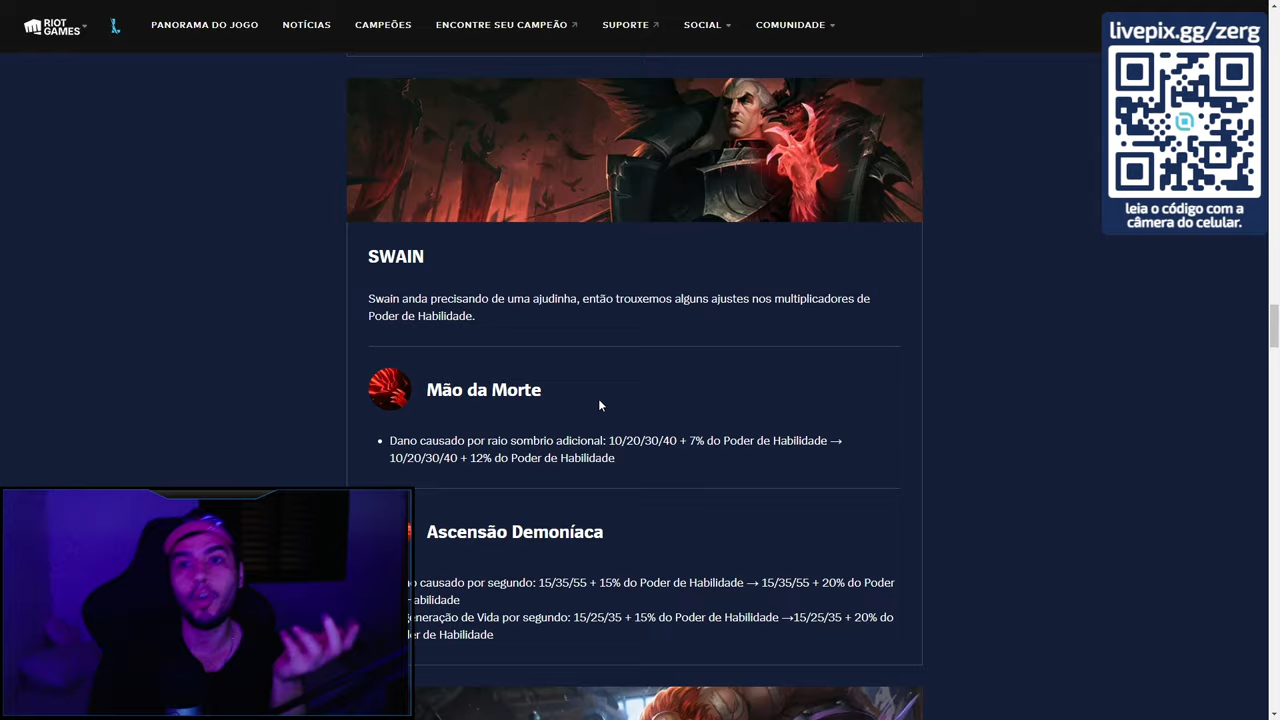 RIOT GAMES
PANORAMA DO JOGO NOTÍCIAS CAMPEÕES ENCONTRE SEU CAMPEÃO SUPORTE SOCIAL COMUNIDADE
livepix.gg/zerg
leia o código com a
câmera do celular.
SWAIN
Swain anda precisando de uma ajudinha, então trouxemos alguns ajustes nos multiplicadores de
Poder de Habilidade.
Mão da Morte
• Dano causado por raio sombrio adicional: 10/20/30/40 + 7% do Poder de Habilidade →
10/20/30/40 + 12% do Poder de Habilidade
Ascensão Demoníaca
causado por segundo: 15/35/55 + 15% do Poder de Habilidade → 15/35/55 + 20% do Poder
abilidade
eneração de Vida por segundo: 15/25/35 + 15% do Poder de Habilidade →15/25/35 + 20% do
er de Habilidade